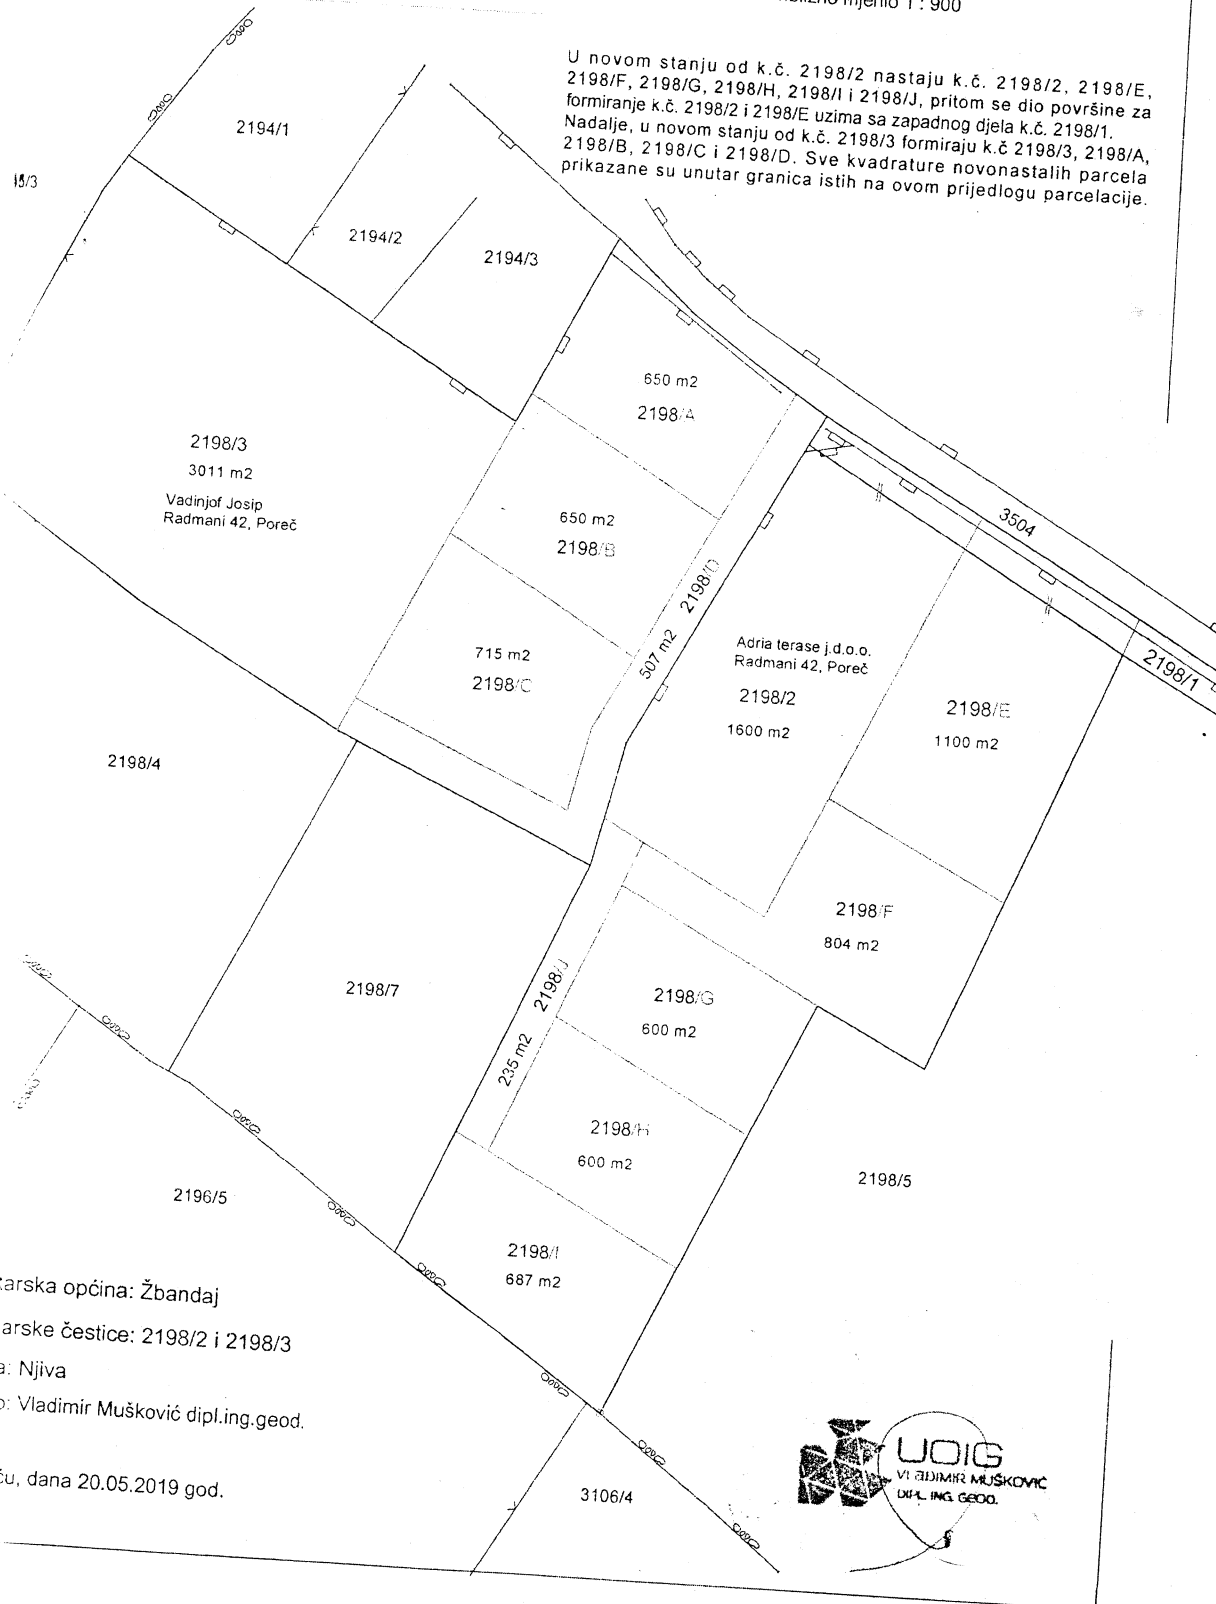 mjerilo 1 : 900
U novom stanju od k.č. 2198/2 nastaju k.č. 2198/2, 2198/E,
2198/F, 2198/G, 2198/H, 2198/I i 2198/J, pritom se dio površine za
formiranje k.č. 2198/2 i 2198/E uzima sa zapadnog djela k.č. 2198/1.
Nadalje, u novom stanju od k.č. 2198/3 formiraju k.č 2198/3, 2198/A,
2198/B, 2198/C i 2198/D. Sve kvadrature novonastalih parcela
prikazane su unutar granica istih na ovom prijedlogu parcelacije.
2194/1
/3
2194/2
2194/3
650 m2
2198/A
2198/3
3011 m2
Vadinjof Josip
Radmani 42, Poreč
650 m2
2198/B
3504
2198/D
507 m2
715 m2
2198/C
Adria terase j.d.o.o.
Radmani 42, Poreč
2198/2
1600 m2
2198/E
1100 m2
2198/1
2198/4
2198/F
804 m2
2198/7
2198/J
235 m2
2198/G
600 m2
2198/H
600 m2
2198/5
2196/5
2198/I
687 m2
arska općina: Žbandaj
arske čestice: 2198/2 i 2198/3
a: Njiva
o: Vladimir Mušković dipl.ing.geod.
ču, dana 20.05.2019 god.
3106/4
UOIG
VLADIMIR MUŠKOVIĆ
DIPL. ING. GEOD.